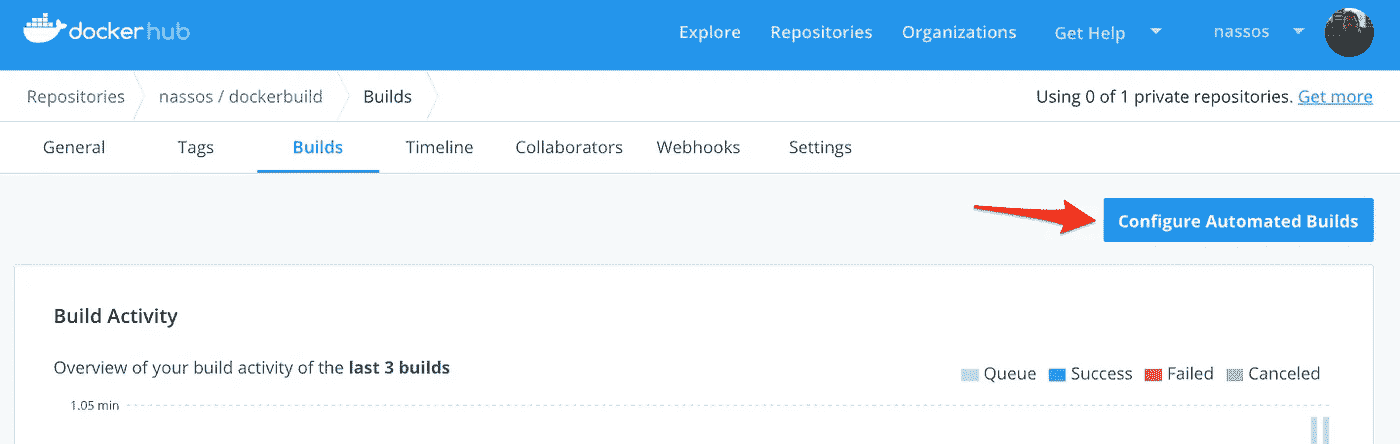 dockerhub Explore Repositories Organizations Get Help nassos
Repositories nassos / dockerbuild Builds Using 0 of 1 private repositories. Get more
General Tags Builds Timeline Collaborators Webhooks Settings
Configure Automated Builds
Build Activity
Overview of your build activity of the last 3 builds
Queue Success Failed Canceled
1.05 min